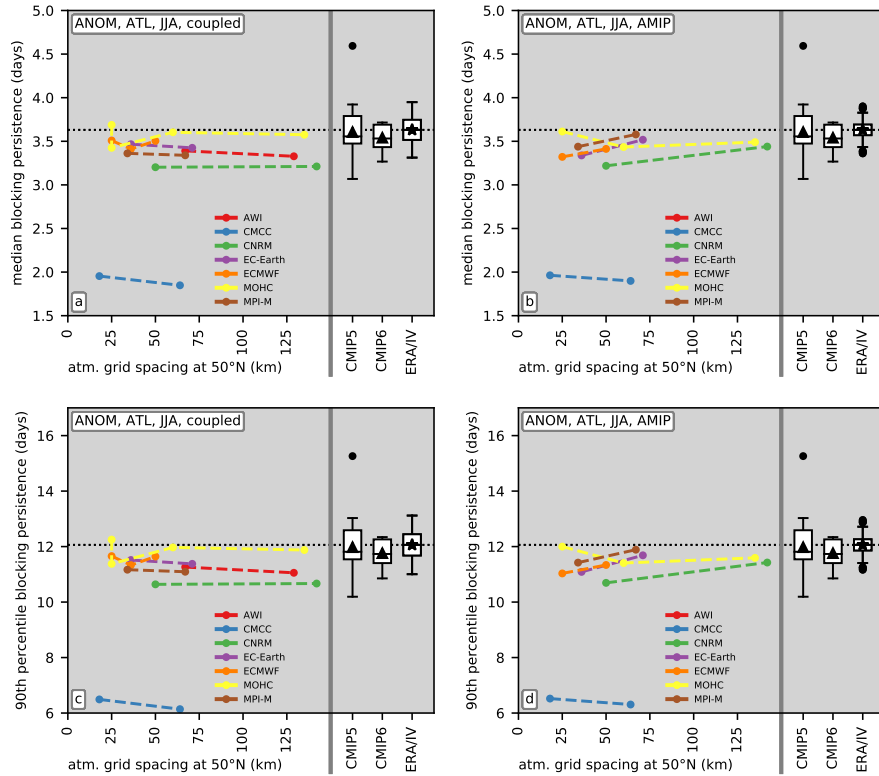 ANOM, ATL, JJA, coupled
median blocking persistence (days)
5.0
4.5
4.0
3.5
3.0
2.5
2.0
1.5
AWI
CMCC
CNRM
EC-Earth
ECMWF
MOHC
MPI-M
a
0
25
50
75
100
125
CMIP5
CMIP6
ERA/IV
atm. grid spacing at 50°N (km)
ANOM, ATL, JJA, AMIP
median blocking persistence (days)
5.0
4.5
4.0
3.5
3.0
2.5
2.0
1.5
AWI
CMCC
CNRM
EC-Earth
ECMWF
MOHC
MPI-M
b
0
25
50
75
100
125
CMIP5
CMIP6
ERA/IV
atm. grid spacing at 50°N (km)
ANOM, ATL, JJA, coupled
90th percentile blocking persistence (days)
16
14
12
10
8
6
AWI
CMCC
CNRM
EC-Earth
ECMWF
MOHC
MPI-M
c
0
25
50
75
100
125
CMIP5
CMIP6
ERA/IV
atm. grid spacing at 50°N (km)
ANOM, ATL, JJA, AMIP
90th percentile blocking persistence (days)
16
14
12
10
8
6
AWI
CMCC
CNRM
EC-Earth
ECMWF
MOHC
MPI-M
d
0
25
50
75
100
125
CMIP5
CMIP6
ERA/IV
atm. grid spacing at 50°N (km)